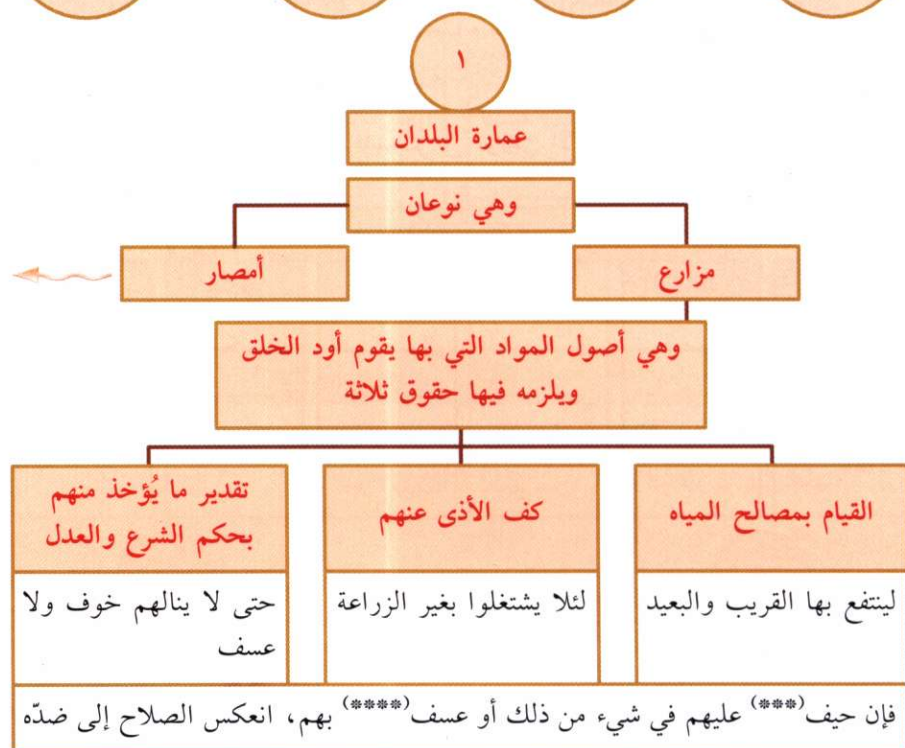 ١
عمارة البلدان
وهي نوعان
مزارع
أمصار
وهي أصول المواد التي بها يقوم أود الخلق
ويلزمه فيها حقوق ثلاثة
القيام بمصالح المياه
لينتفع بها القريب والبعيد
كف الأذى عنهم
لئلا يشتغلوا بغير الزراعة
تقدير ما يُؤخذ منهم
بحكم الشرع والعدل
حتى لا ينالهم خوف ولا
عسف
فإن حيف(***) عليهم في شيء من ذلك أو عسف(****) بهم، انعكس الصلاح إلى ضدّه